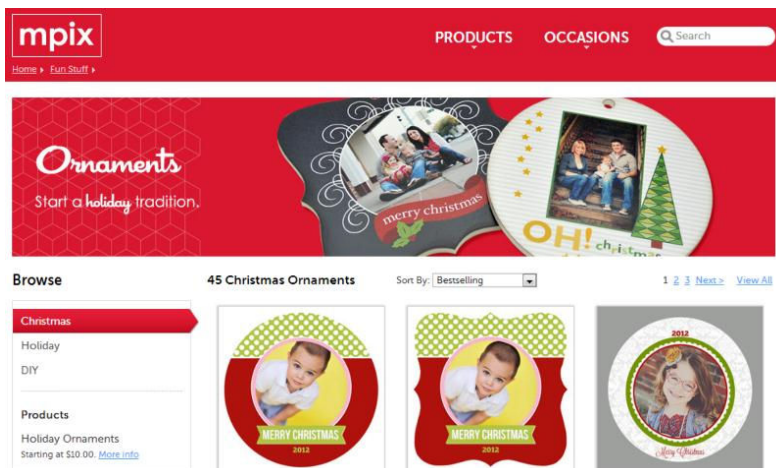 mpix
PRODUCTS
OCCASIONS
Search
Home
Fun Stuff
Ornaments
Start a holiday tradition.
merry christmas
OH!
christmas
Browse
45 Christmas Ornaments
Sort By: Bestselling
1 2 3 Next > View All
Christmas
Holiday
DIY
Products
Holiday Ornaments
Starting at $10.00. More info
MERRY CHRISTMAS
2012
MERRY CHRISTMAS
2012
2012
Christmas